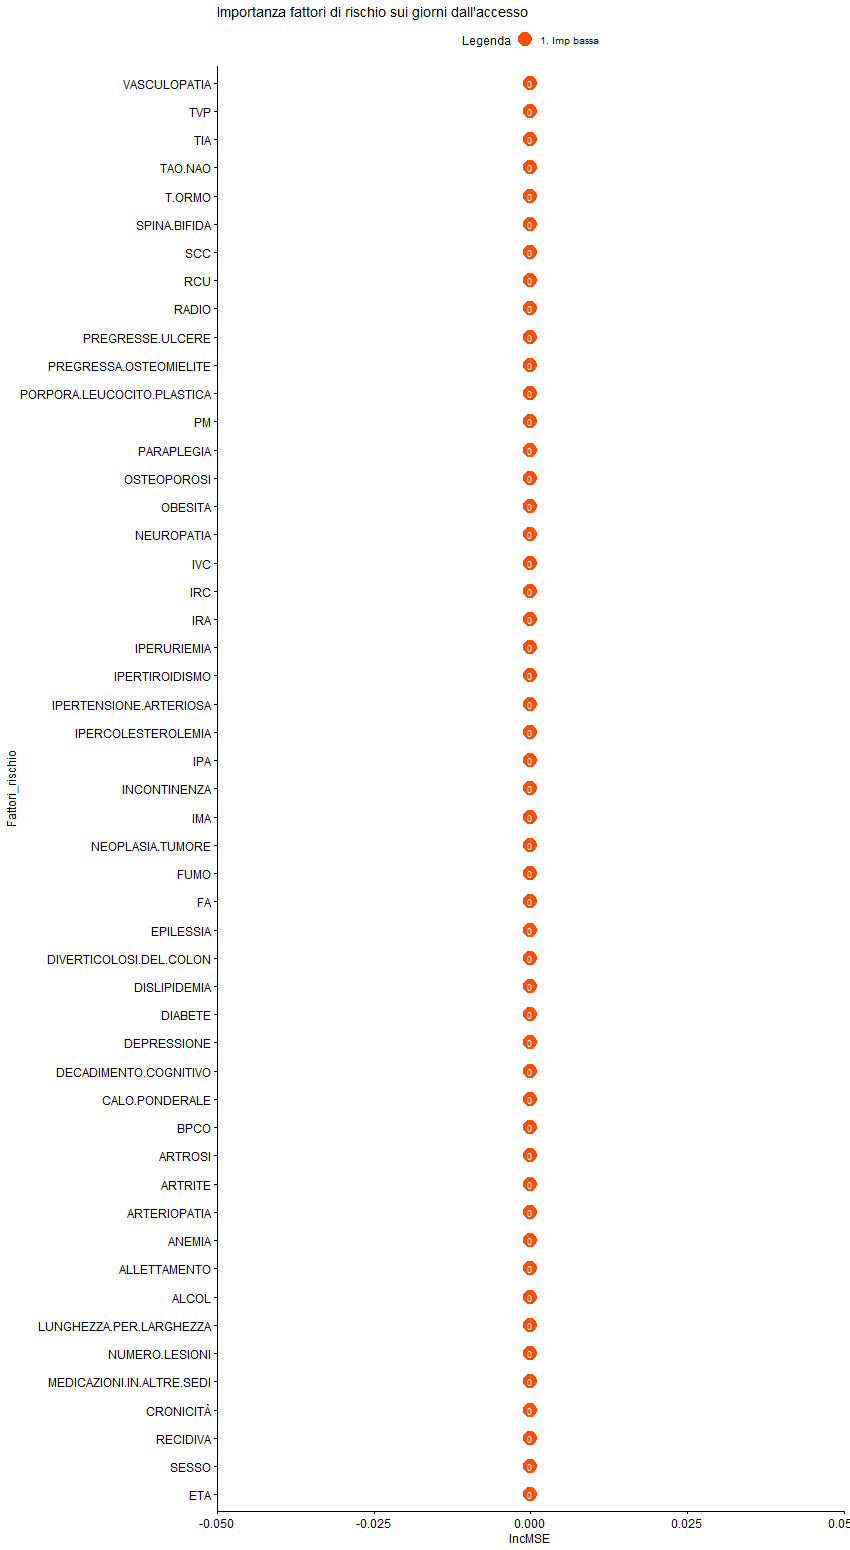 Importanza fattori di rischio sui giorni dall'accesso
Legenda 1. Imp bassa
VASCULOPATIA 0
TVP 0
TIA 0
TAO.NAO 0
T.ORMO 0
SPINA.BIFIDA 0
SCC 0
RCU 0
RADIO 0
PREGRESSE.ULCERE 0
PREGRESSA.OSTEOMIELITE 0
PORPORA.LEUCOCITO.PLASTICA 0
PM 0
PARAPLEGIA 0
OSTEOPOROSI 0
OBESITA 0
NEUROPATIA 0
IVC 0
IRC 0
IRA 0
IPERURIEMIA 0
IPERTIROIDISMO 0
IPERTENSIONE.ARTERIOSA 0
IPERCOLESTEROLEMIA 0
IPA 0
INCONTINENZA 0
IMA 0
NEOPLASIA.TUMORE 0
FUMO 0
FA 0
EPILESSIA 0
DIVERTICOLOSI.DEL.COLON 0
DISLIPIDEMIA 0
DIABETE 0
DEPRESSIONE 0
DECADIMENTO.COGNITIVO 0
CALO.PONDERALE 0
BPCO 0
ARTROSI 0
ARTRITE 0
ARTERIOPATIA 0
ANEMIA 0
ALLETTAMENTO 0
ALCOL 0
LUNGHEZZA.PER.LARGHEZZA 0
NUMERO.LESIONI 0
MEDICAZIONI.IN.ALTRE.SEDI 0
CRONICITÀ 0
RECIDIVA 0
SESSO 0
ETA 0
Fattori_rischio
-0.050 -0.025 0.000 0.025 0.05
IncMSE